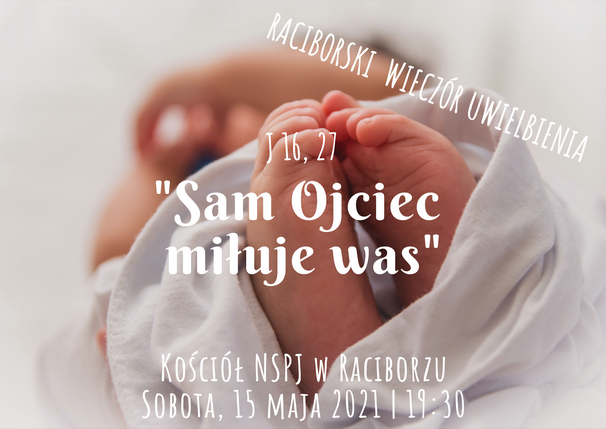 RACIBORSKI WIECZÓR UWIELBIENIA
J 16, 27
"Sam Ojciec
miłuje was"
Kościół NSPJ w Raciborzu
Sobota, 15 maja 2021 | 19:30